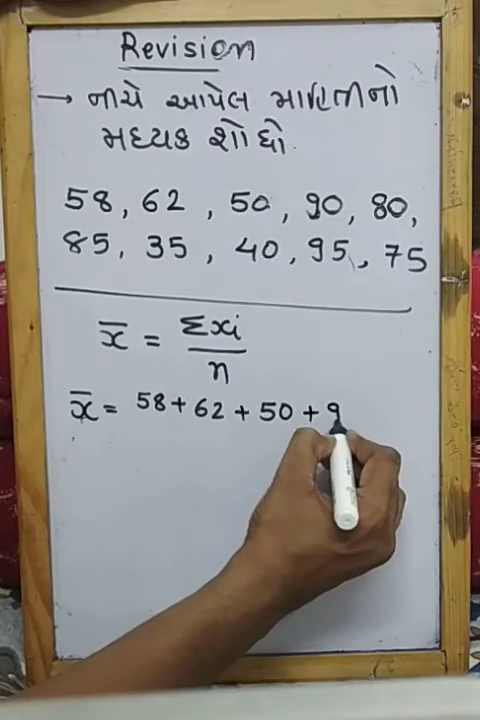 Revision
→ નીચે આપેલ માહિતીનો
મધ્યક શોધો.
58, 62, 50, 90, 80,
85, 35, 40, 95, 75
x̄ = Σxi / n
x̄ = 58 + 62 + 50 + 9